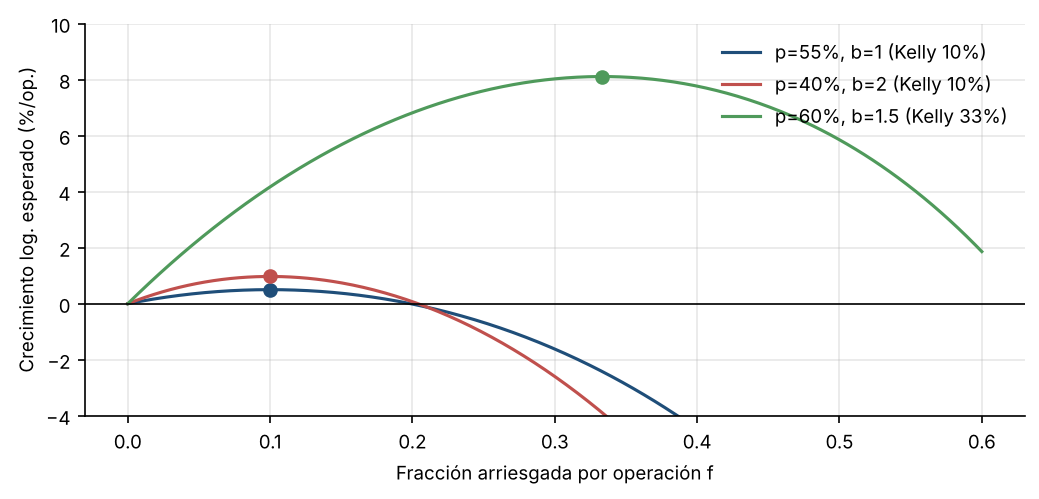 10
8
6
4
2
0
−2
−4
Crecimiento log. esperado (%/op.)
p=55%, b=1 (Kelly 10%)
p=40%, b=2 (Kelly 10%)
p=60%, b=1.5 (Kelly 33%)
0.0 0.1 0.2 0.3 0.4 0.5 0.6
Fracción arriesgada por operación f